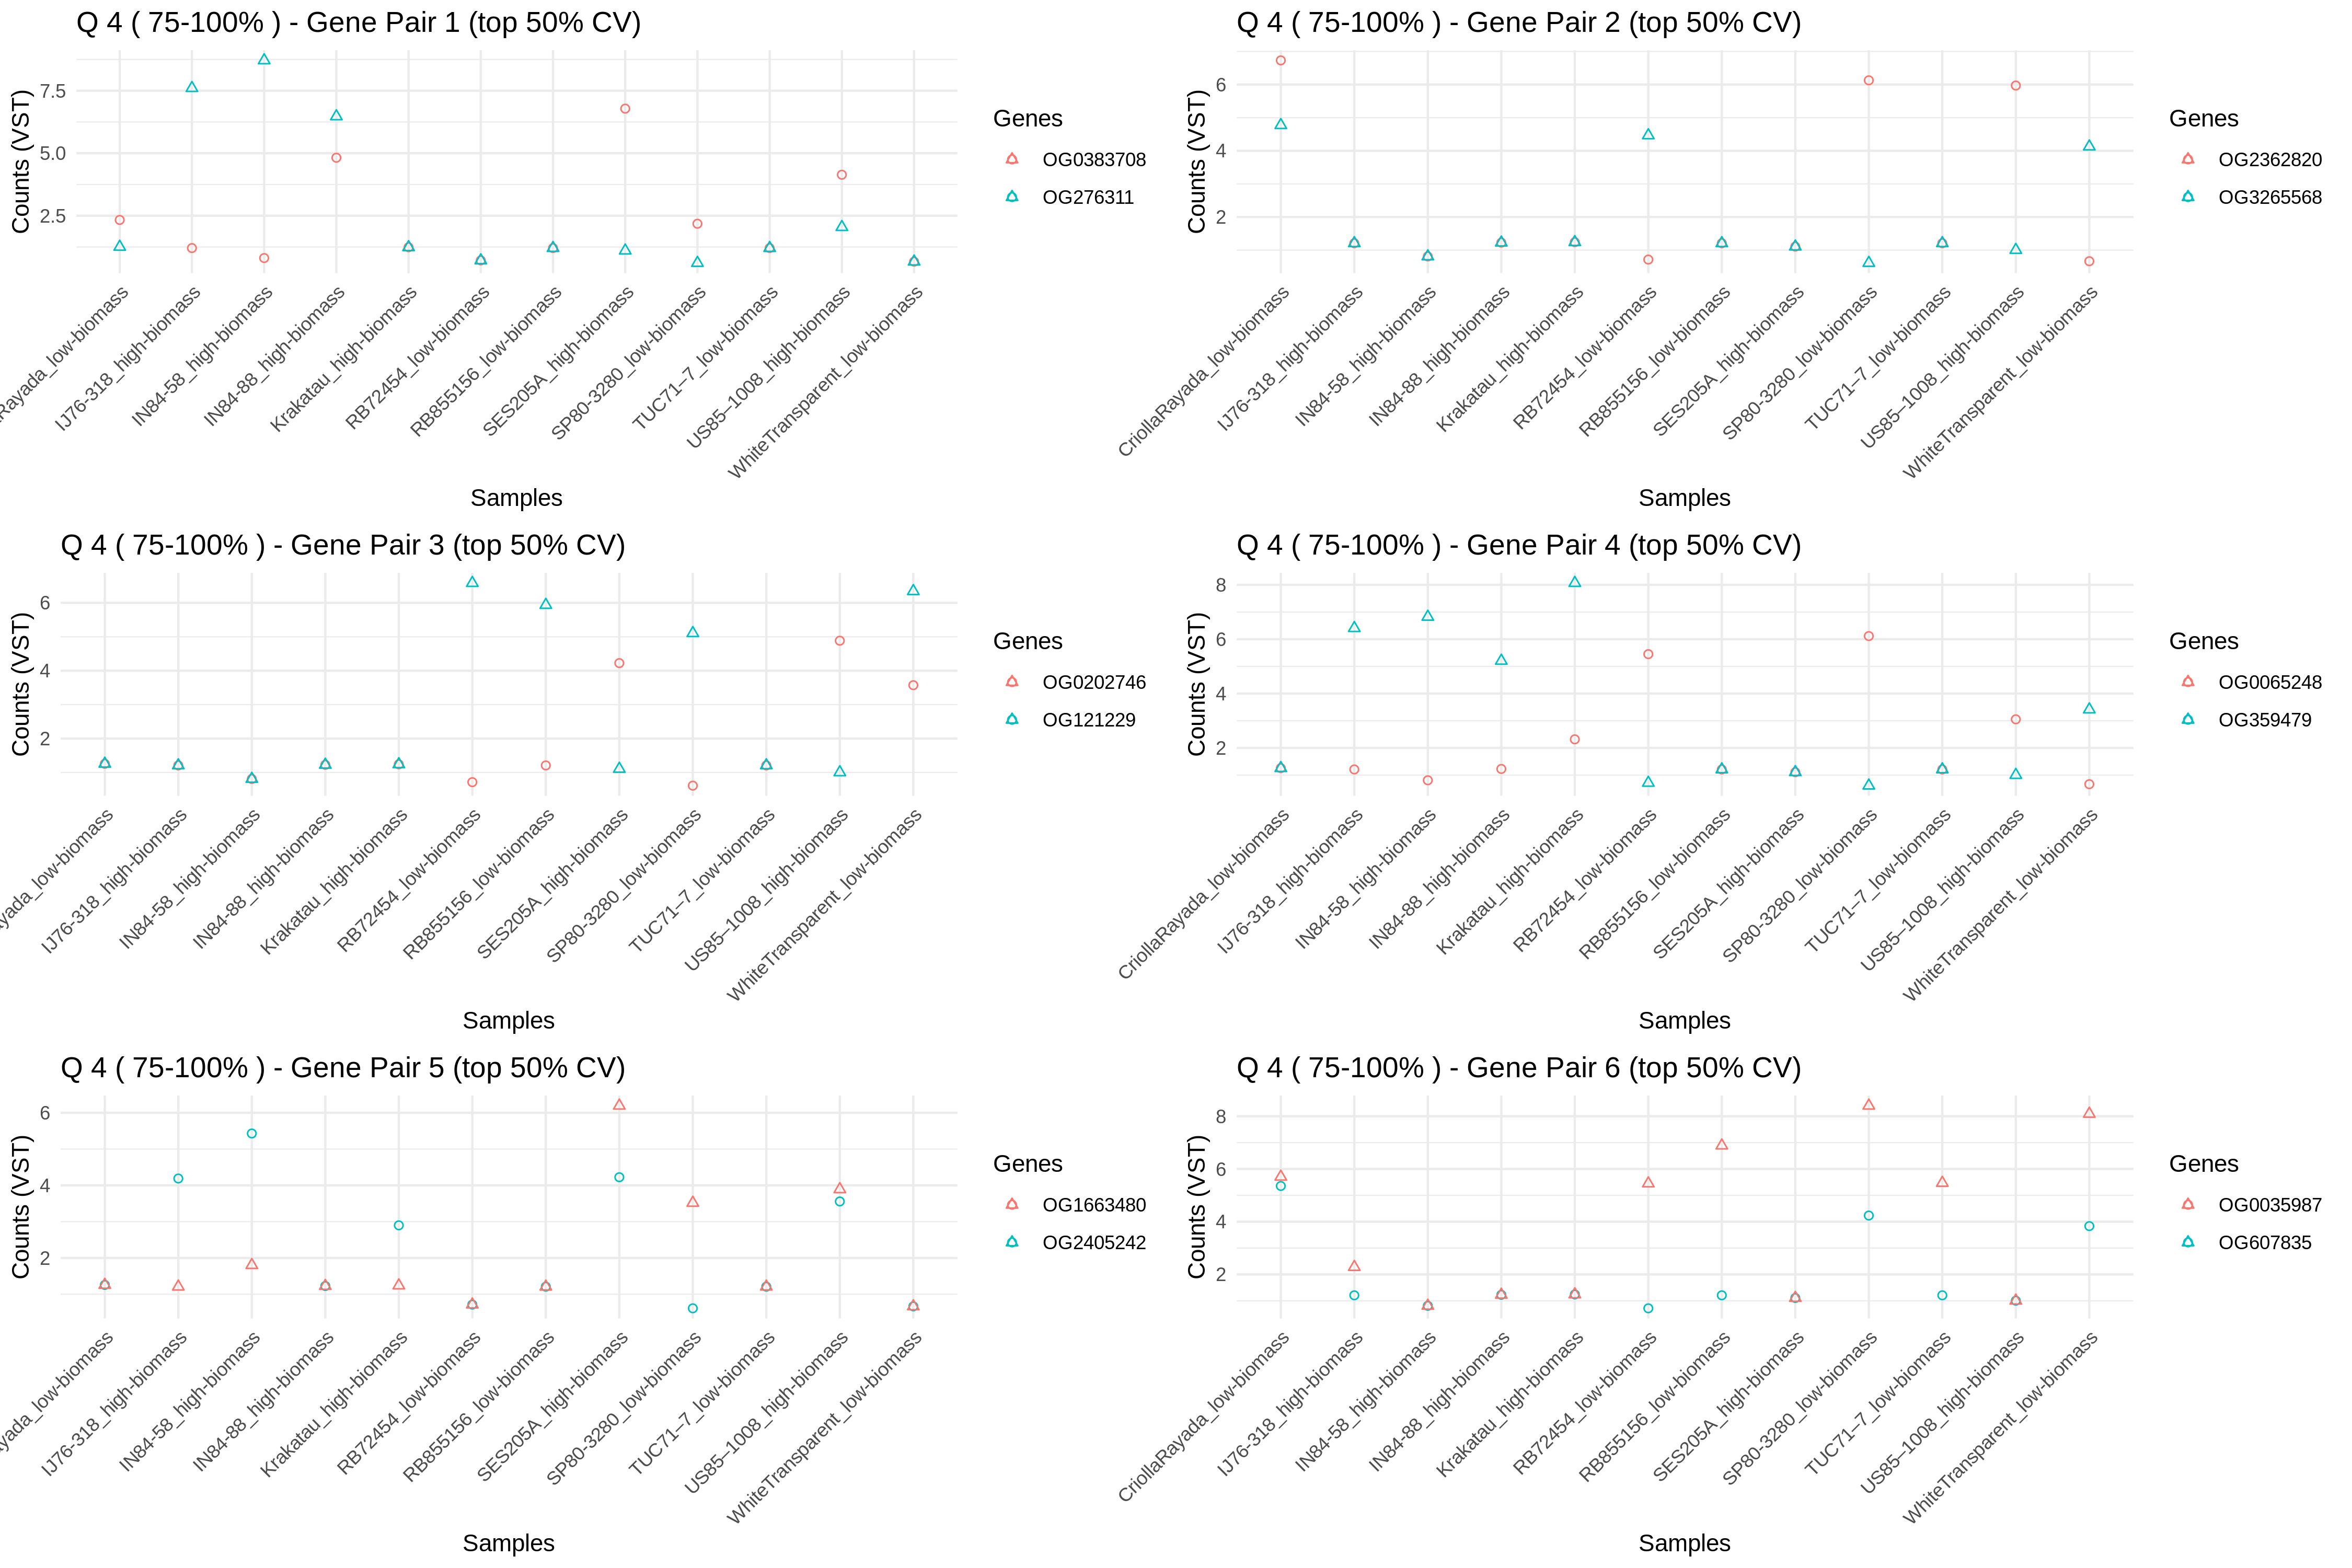 Q 4 ( 75-100% ) - Gene Pair 1 (top 50% CV)
Counts (VST)
7.5
5.0
2.5
Rayada_low-biomass
IJ76-318_high-biomass
IN84-58_high-biomass
IN84-88_high-biomass
Krakatau_high-biomass
RB72454_low-biomass
RB855156_low-biomass
SES205A_high-biomass
SP80-3280_low-biomass
TUC71–7_low-biomass
US85–1008_high-biomass
WhiteTransparent_low-biomass
Samples
Genes
OG0383708
OG276311
Q 4 ( 75-100% ) - Gene Pair 2 (top 50% CV)
Counts (VST)
6
4
2
CriollaRayada_low-biomass
IJ76-318_high-biomass
IN84-58_high-biomass
IN84-88_high-biomass
Krakatau_high-biomass
RB72454_low-biomass
RB855156_low-biomass
SES205A_high-biomass
SP80-3280_low-biomass
TUC71–7_low-biomass
US85–1008_high-biomass
WhiteTransparent_low-biomass
Samples
Genes
OG2362820
OG3265568
Q 4 ( 75-100% ) - Gene Pair 3 (top 50% CV)
Counts (VST)
6
4
2
yada_low-biomass
IJ76-318_high-biomass
IN84-58_high-biomass
IN84-88_high-biomass
Krakatau_high-biomass
RB72454_low-biomass
RB855156_low-biomass
SES205A_high-biomass
SP80-3280_low-biomass
TUC71–7_low-biomass
US85–1008_high-biomass
WhiteTransparent_low-biomass
Samples
Genes
OG0202746
OG121229
Q 4 ( 75-100% ) - Gene Pair 4 (top 50% CV)
Counts (VST)
8
6
4
2
CriollaRayada_low-biomass
IJ76-318_high-biomass
IN84-58_high-biomass
IN84-88_high-biomass
Krakatau_high-biomass
RB72454_low-biomass
RB855156_low-biomass
SES205A_high-biomass
SP80-3280_low-biomass
TUC71–7_low-biomass
US85–1008_high-biomass
WhiteTransparent_low-biomass
Samples
Genes
OG0065248
OG359479
Q 4 ( 75-100% ) - Gene Pair 5 (top 50% CV)
Counts (VST)
6
4
2
yada_low-biomass
IJ76-318_high-biomass
IN84-58_high-biomass
IN84-88_high-biomass
Krakatau_high-biomass
RB72454_low-biomass
RB855156_low-biomass
SES205A_high-biomass
SP80-3280_low-biomass
TUC71–7_low-biomass
US85–1008_high-biomass
WhiteTransparent_low-biomass
Samples
Genes
OG1663480
OG2405242
Q 4 ( 75-100% ) - Gene Pair 6 (top 50% CV)
Counts (VST)
8
6
4
2
CriollaRayada_low-biomass
IJ76-318_high-biomass
IN84-58_high-biomass
IN84-88_high-biomass
Krakatau_high-biomass
RB72454_low-biomass
RB855156_low-biomass
SES205A_high-biomass
SP80-3280_low-biomass
TUC71–7_low-biomass
US85–1008_high-biomass
WhiteTransparent_low-biomass
Samples
Genes
OG0035987
OG607835